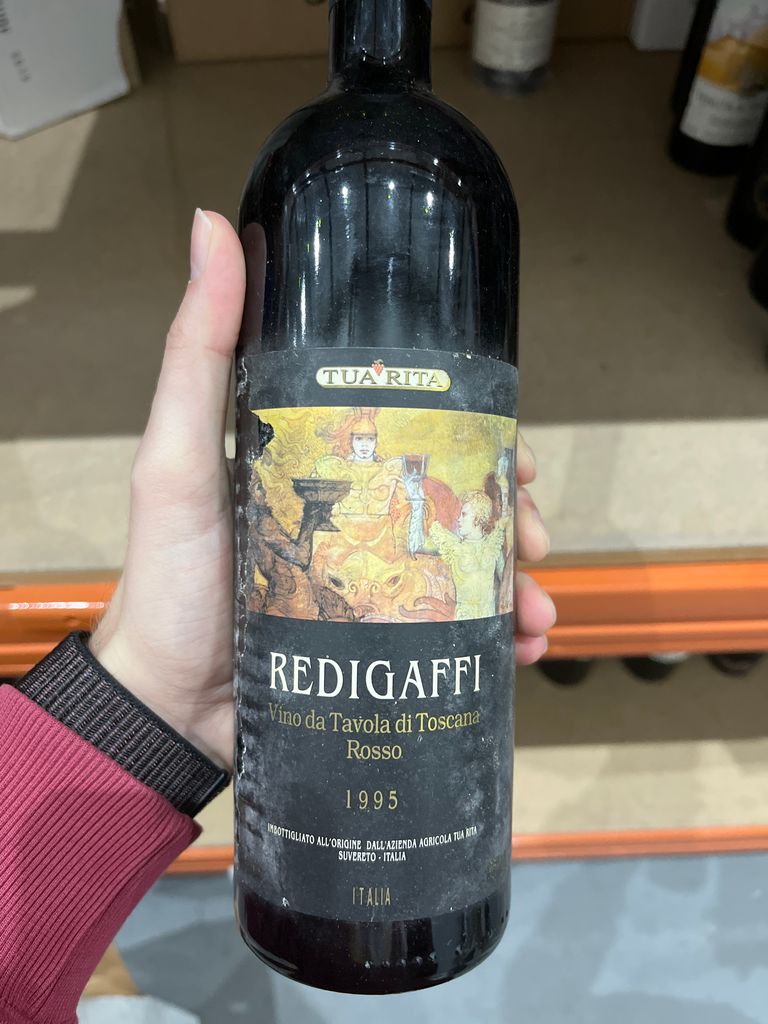 TUA RITA
REDIGAFFI
Vino da Tavola di Toscana
Rosso
1995
IMBOTTIGLIATO ALL'ORIGINE DALL'AZIENDA AGRICOLA TUA RITA
SUVERETO - ITALIA
ITALIA